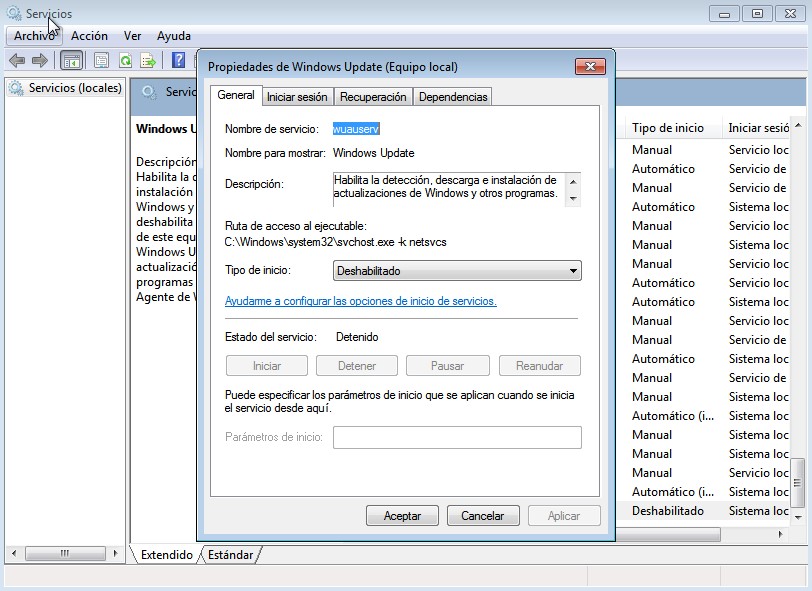 Servicios
Archivo Acción Ver Ayuda
Servicios (locales)
Servic
Windows U
Descripción
Habilita la d
instalación
Windows y
deshabilita
de este equ
Windows U
actualizació
programas
Agente de W
Propiedades de Windows Update (Equipo local)
General Iniciar sesión Recuperación Dependencias
Nombre de servicio: wuauserv
Nombre para mostrar: Windows Update
Descripción: Habilita la detección, descarga e instalación de
actualizaciones de Windows y otros programas.
Ruta de acceso al ejecutable:
C:\Windows\system32\svchost.exe -k netsvcs
Tipo de inicio: Deshabilitado
Ayudarme a configurar las opciones de inicio de servicios.
Estado del servicio: Detenido
Iniciar Detener Pausar Reanudar
Puede especificar los parámetros de inicio que se aplican cuando se inicia
el servicio desde aquí.
Parámetros de inicio:
Aceptar Cancelar Aplicar
Tipo de inicio Iniciar sesió
Manual Servicio loc
Automático Servicio de
Manual Servicio de
Automático Sistema loc
Manual Servicio loc
Manual Sistema loc
Manual Sistema loc
Automático Sistema loc
Automático Sistema loc
Manual Servicio loc
Manual Servicio loc
Automático Sistema loc
Manual Servicio de
Manual Sistema loc
Automático (i... Sistema loc
Manual Sistema loc
Manual Sistema loc
Manual Servicio loc
Automático (i... Sistema loc
Deshabilitado Sistema loc
Extendido Estándar